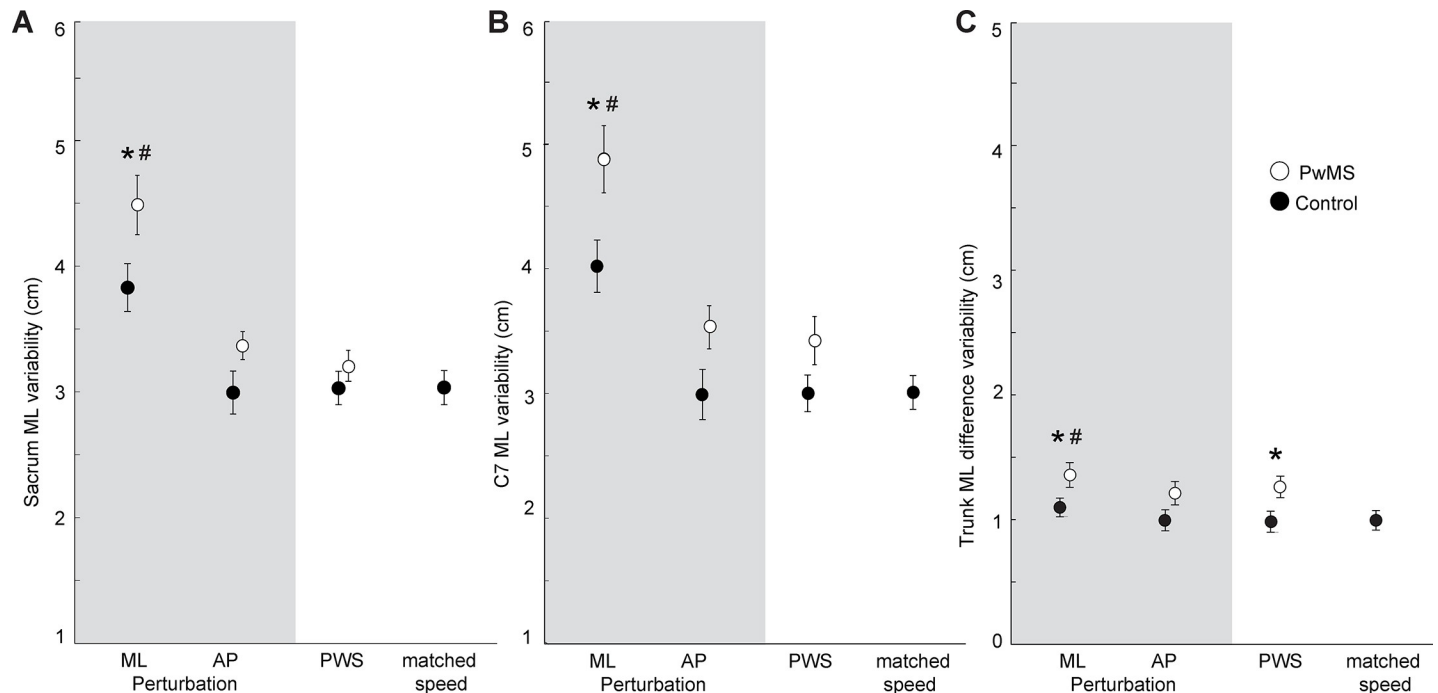 A
Sacrum ML variability (cm)
6
5
4
3
2
1
* #
ML AP PWS matched
Perturbation speed
B
C7 ML variability (cm)
6
5
4
3
2
1
* #
ML AP PWS matched
Perturbation speed
C
Trunk ML difference variability (cm)
5
4
3
2
1
0
* #
*
PwMS
Control
ML AP PWS matched
Perturbation speed